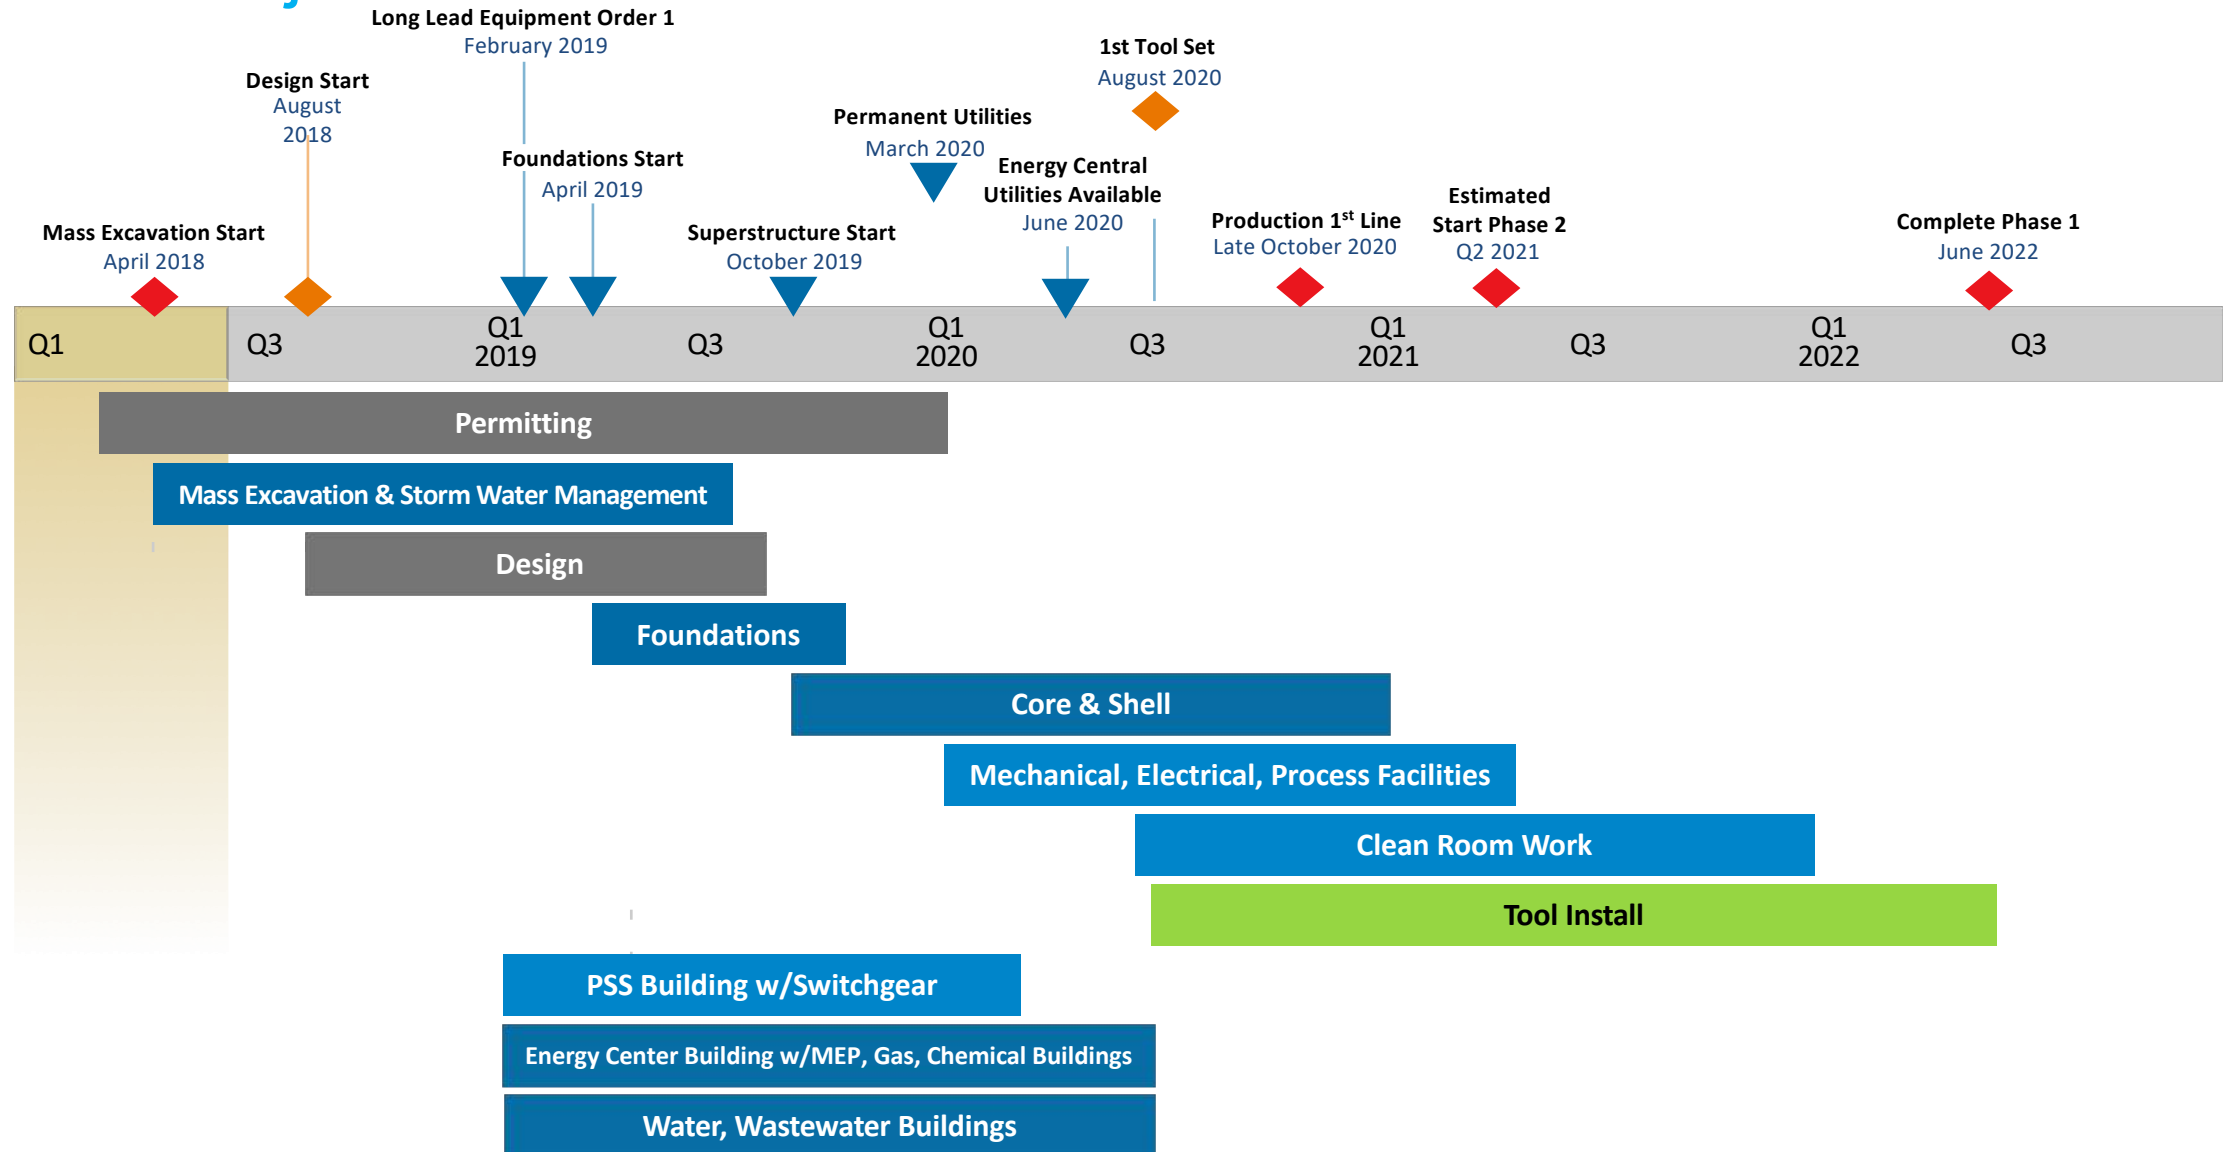 Long Lead Equipment Order 1
February 2019
1st Tool Set
August 2020
Design Start
August
2018
Permanent Utilities
March 2020
Foundations Start
April 2019
Energy Central
Utilities Available
June 2020
Estimated
Start Phase 2
Q2 2021
Mass Excavation Start
April 2018
Superstructure Start
October 2019
Production 1st Line
Late October 2020
Complete Phase 1
June 2022
Q1
Q3
Q1
2019
Q3
Q1
2020
Q3
Q1
2021
Q3
Q1
2022
Q3
Permitting
Mass Excavation & Storm Water Management
Design
Foundations
Core & Shell
Mechanical, Electrical, Process Facilities
Clean Room Work
Tool Install
PSS Building w/Switchgear
Energy Center Building w/MEP, Gas, Chemical Buildings
Water, Wastewater Buildings